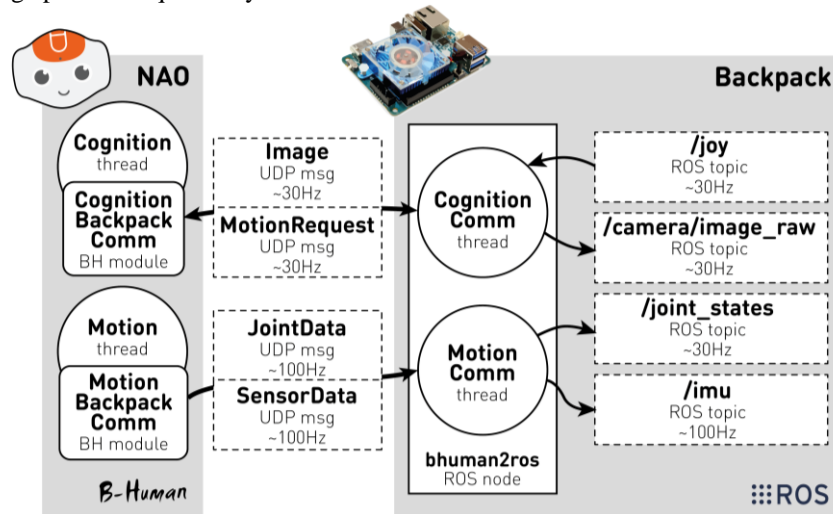 NAO
Backpack
Cognition
thread
Cognition
Backpack
Comm
BH module
Image
UDP msg
~30Hz
MotionRequest
UDP msg
~30Hz
Cognition
Comm
thread
/joy
ROS topic
~30Hz
/camera/image_raw
ROS topic
~30Hz
Motion
thread
Motion
Backpack
Comm
BH module
JointData
UDP msg
~100Hz
SensorData
UDP msg
~100Hz
Motion
Comm
thread
/joint_states
ROS topic
~30Hz
/imu
ROS topic
~100Hz
bhuman2ros
ROS node
B-Human
ROS